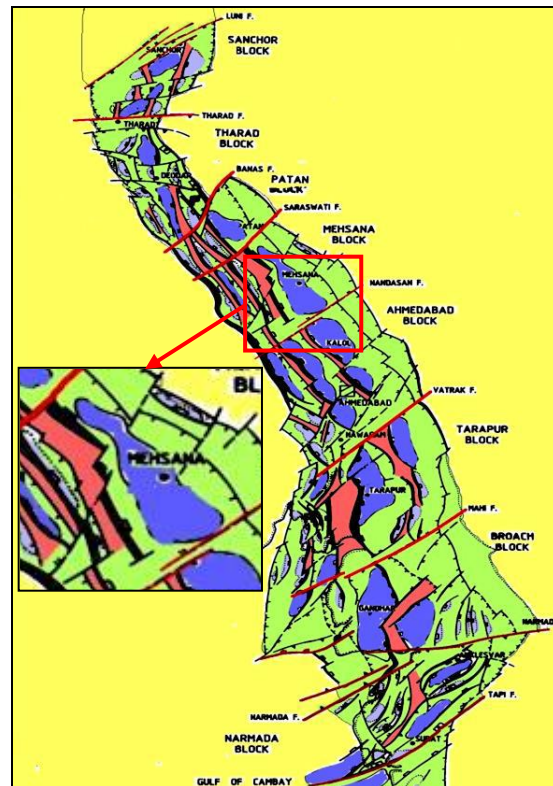 LUNI F.
SANCHOR
BLOCK
SANCHOR
THARAD F.
THARAD
THARAD
BLOCK
DEODAR
BANAS F.
PATAN
BLOCK
SARASWATI F.
PATAN
MEHSANA
BLOCK
MEHSANA
NANDASAN F.
AHMEDABAD
BLOCK
KALOL
VATRAK F.
AHMEDABAD
NAWAGAM
TARAPUR
BLOCK
TARAPUR
MAHI F.
BROACH
BLOCK
BL
MEHSANA
GANDHAR
NARMAD
TAPI F.
NARMADA F.
NARMADA
BLOCK
SURAT
GULF OF CAMBAY